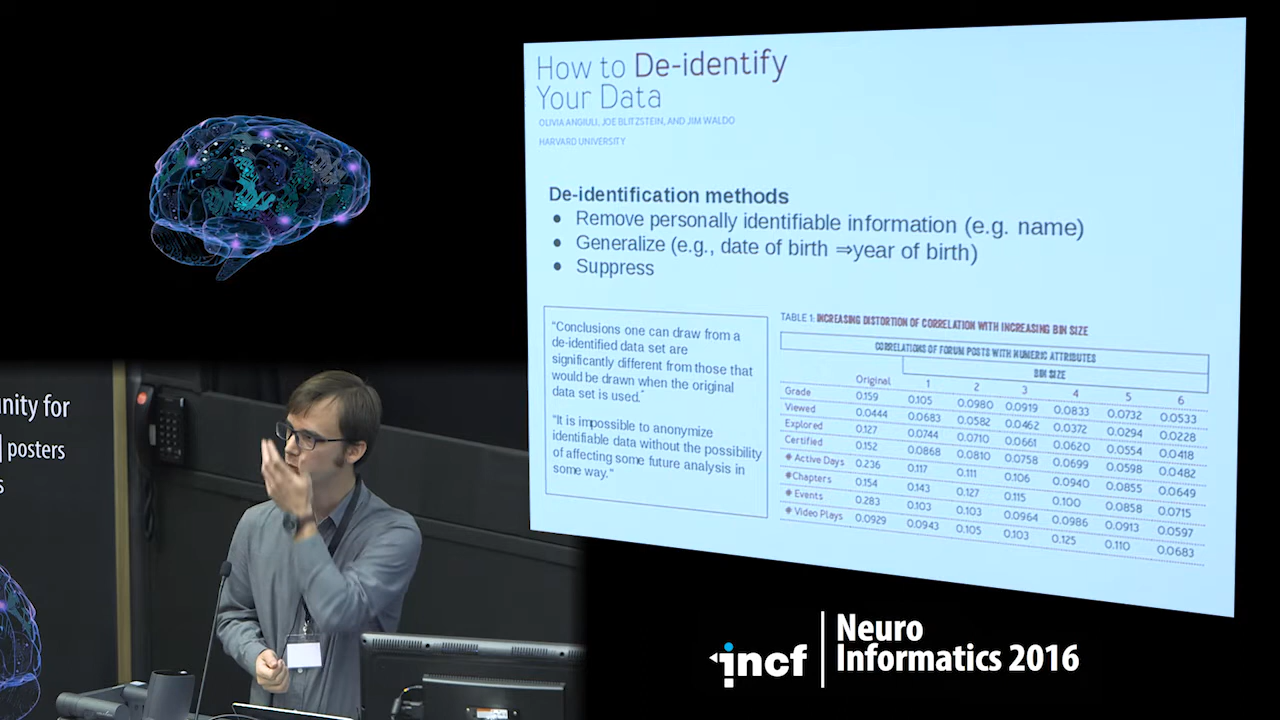 How to De-identify
Your Data
OLIVIA ANGIULI, JOE BLITZSTEIN, AND JIM WALDO
HARVARD UNIVERSITY
De-identification methods
● Remove personally identifiable information (e.g. name)
● Generalize (e.g., date of birth ⇒year of birth)
● Suppress
"Conclusions one can draw from a
de-identified data set are
significantly different from those that
would be drawn when the original
data set is used."
"It is impossible to anonymize
identifiable data without the possibility
of affecting some future analysis in
some way."
TABLE 1: INCREASING DISTORTION OF CORRELATION WITH INCREASING BIN SIZE
CORRELATIONS OF FORUM POSTS WITH NUMERIC ATTRIBUTES
BIN SIZE
Original 1 2 3 4 5 6
Grade 0.159 0.105 0.0980 0.0919 0.0833 0.0732 0.0533
Viewed 0.0444 0.0683 0.0582 0.0462 0.0372 0.0294 0.0228
Explored 0.127 0.0744 0.0710 0.0661 0.0620 0.0554 0.0418
Certified 0.152 0.0868 0.0810 0.0758 0.0699 0.0598 0.0482
# Active Days 0.236 0.117 0.111 0.106 0.0940 0.0855 0.0649
#Chapters 0.154 0.143 0.127 0.115 0.100 0.0858 0.0715
# Events 0.283 0.103 0.103 0.0964 0.0986 0.0913 0.0597
# Video Plays 0.0929 0.0943 0.105 0.103 0.125 0.110 0.0683
nity for
posters
s
incf
Neuro
Informatics 2016